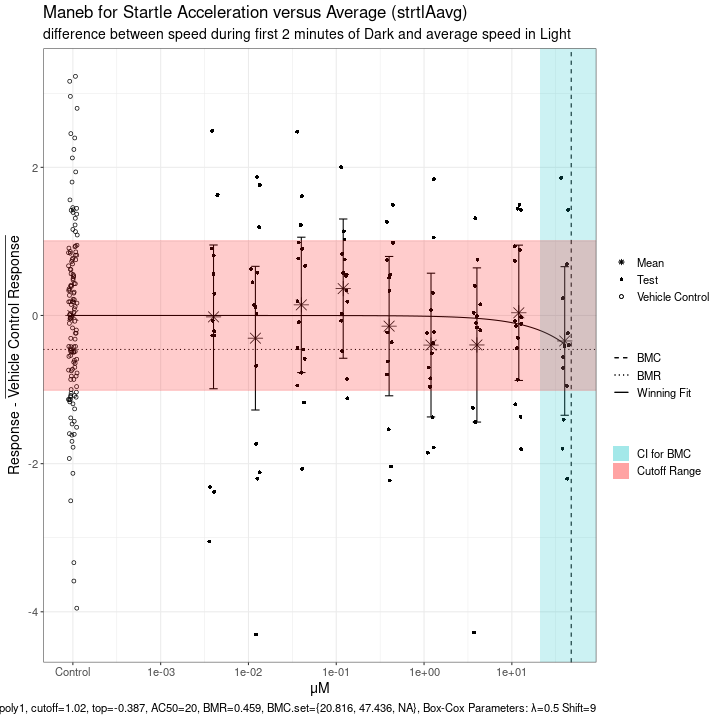 Maneb for Startle Acceleration versus Average (strtlAavg)
difference between speed during first 2 minutes of Dark and average speed in Light
Response - Vehicle Control Response
2
0
-2
-4
Control
1e-03
1e-02
1e-01
1e+00
1e+01
μM
Mean
Test
Vehicle Control
BMC
BMR
Winning Fit
CI for BMC
Cutoff Range
poly1, cutoff=1.02, top=-0.387, AC50=20, BMR=0.459, BMC.set={20.816, 47.436, NA}, Box-Cox Parameters: λ=0.5 Shift=9